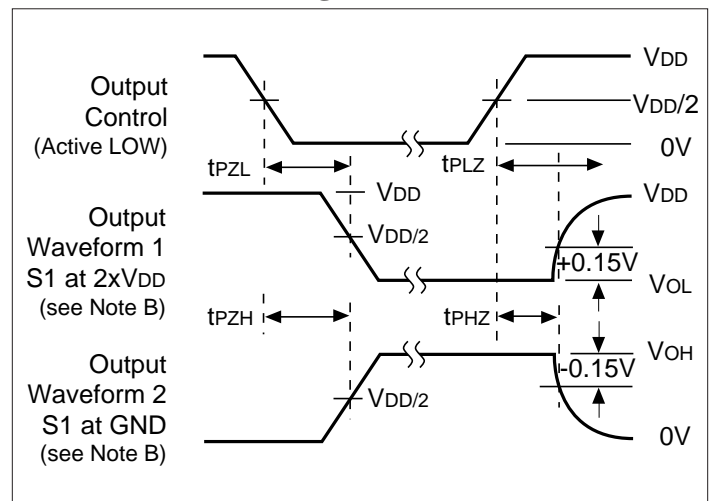 Output
Control
(Active LOW)
VDD
VDD/2
0V
tPZL
tPLZ
Output
Waveform 1
S1 at 2xVDD
(see Note B)
VDD
VDD/2
VDD
+0.15V
VOL
tPZH
tPHZ
Output
Waveform 2
S1 at GND
(see Note B)
VDD/2
VOH
-0.15V
0V